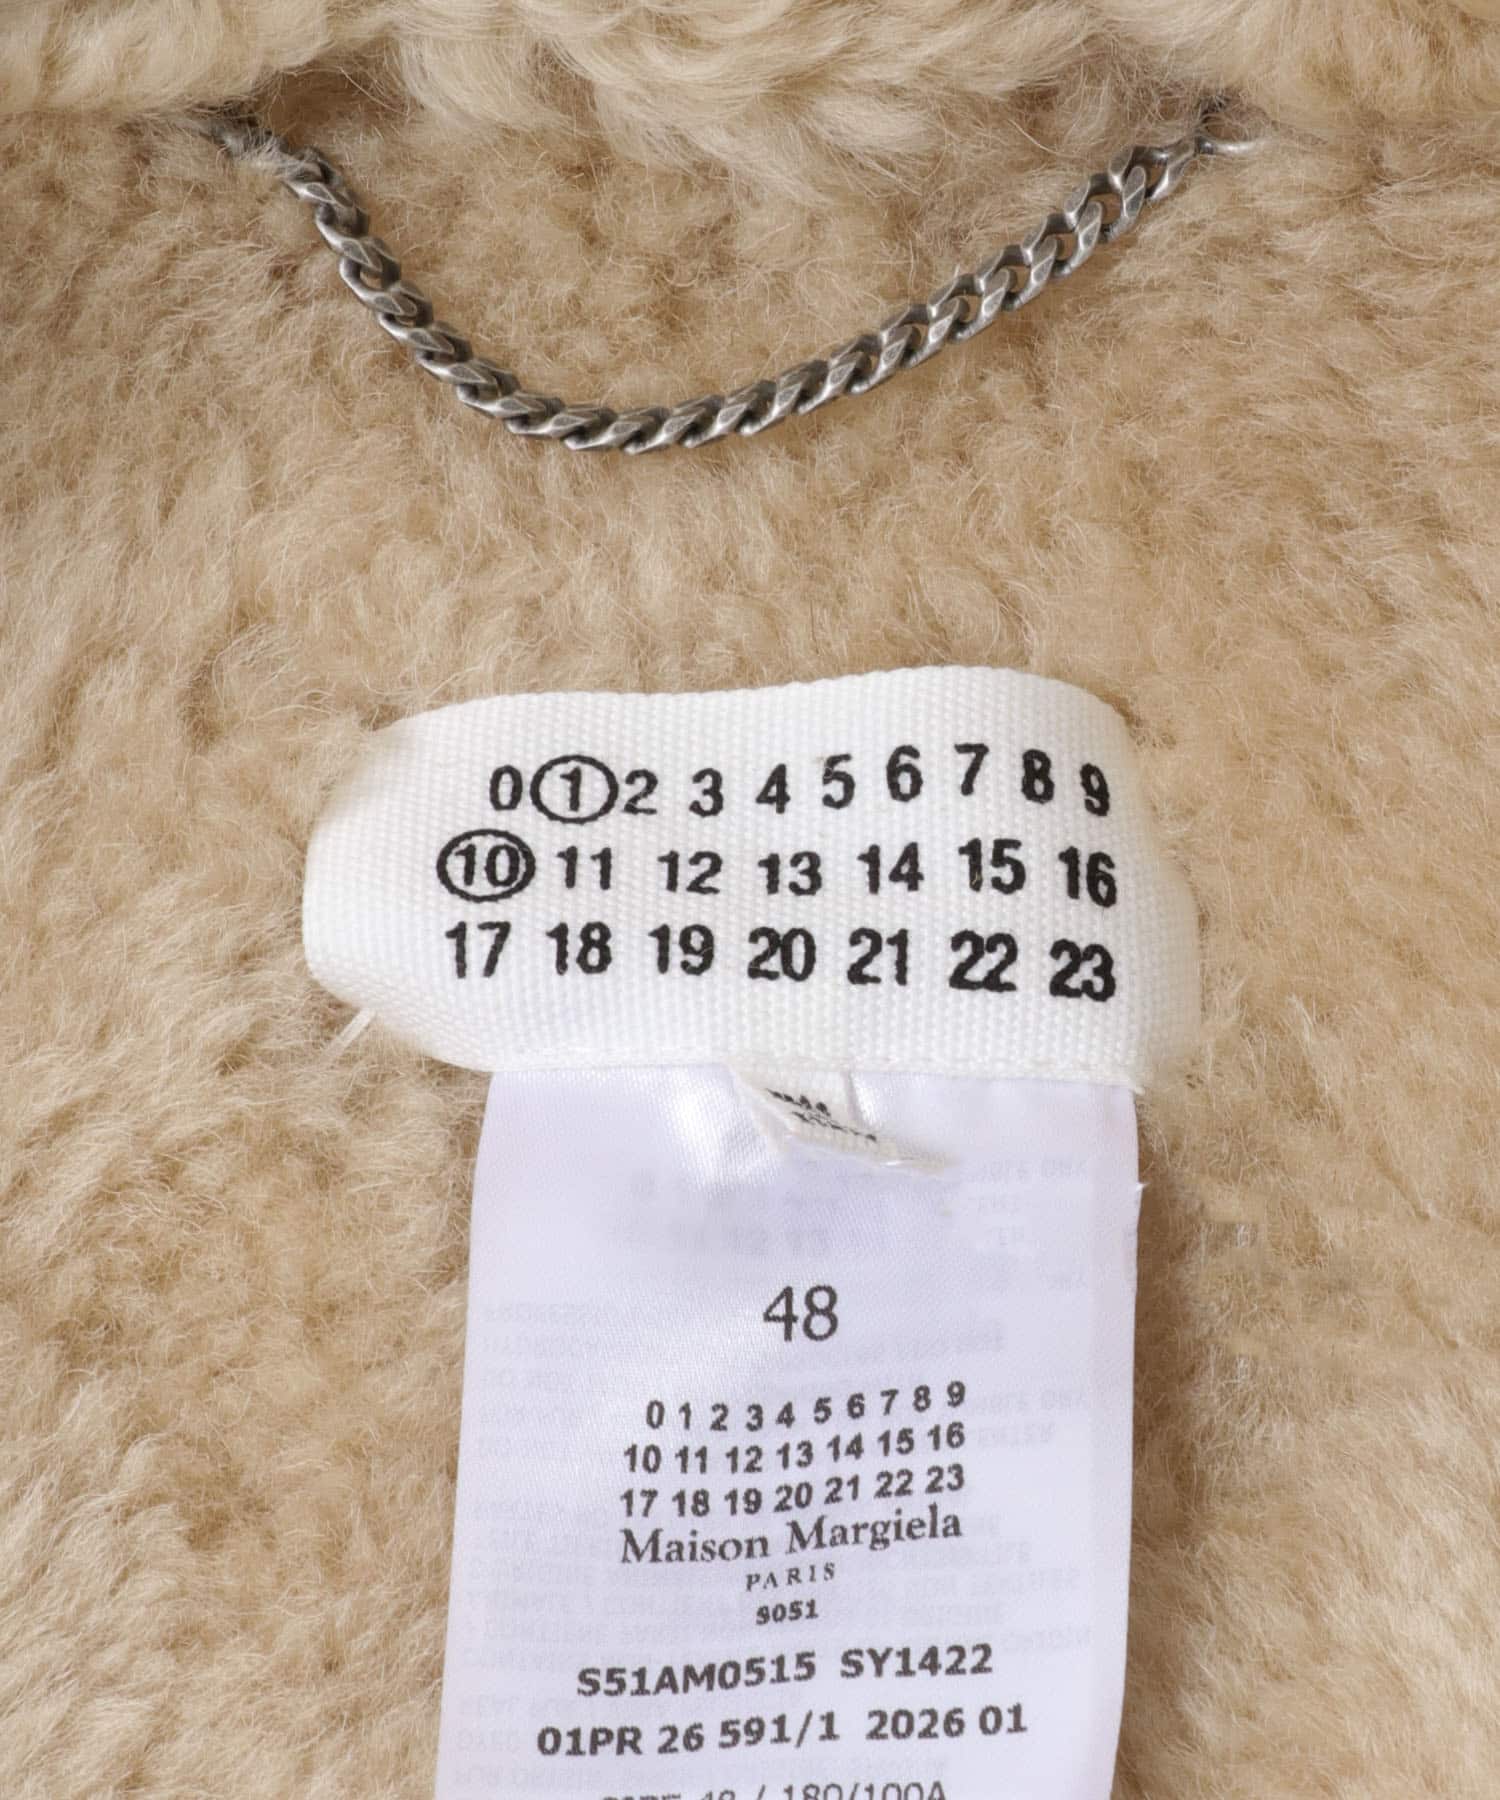 0 1 2 3 4 5 6 7 8 9
10 11 12 13 14 15 16
17 18 19 20 21 22 23
48
0 1 2 3 4 5 6 7 8 9
10 11 12 13 14 15 16
17 18 19 20 21 22 23
Maison Margiela
PARIS
S051
S51AM0515 SY1422
01PR 26 591/1 2026 01
180/100A